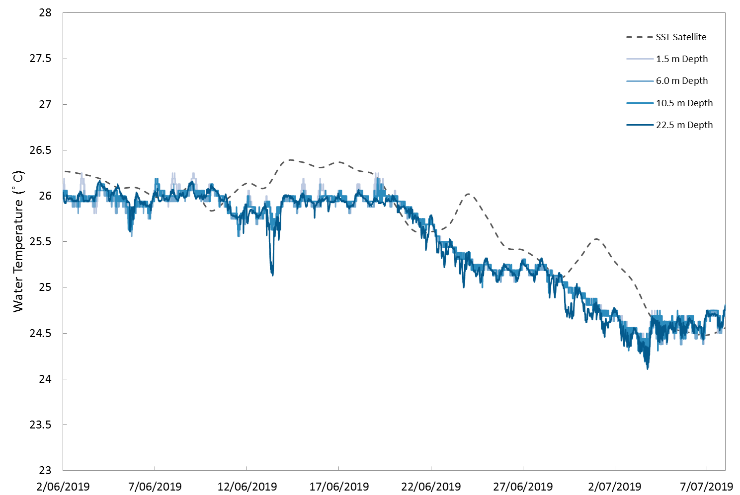 28
27.5
27
26.5
26
25.5
25
24.5
24
23.5
23
Water Temperature (°C)
2/06/2019 7/06/2019 12/06/2019 17/06/2019 22/06/2019 27/06/2019 2/07/2019 7/07/2019
SST Satellite
1.5 m Depth
6.0 m Depth
10.5 m Depth
22.5 m Depth